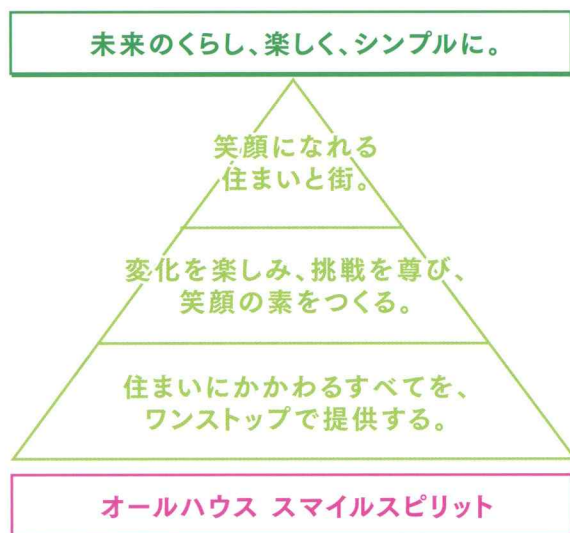 未来のくらし、楽しく、シンプルに。
笑顔になれる
住まいと街。
変化を楽しみ、挑戦を尊び、
笑顔の素をつくる。
住まいにかかわるすべてを、
ワンストップで提供する。
オールハウス スマイルスピリット